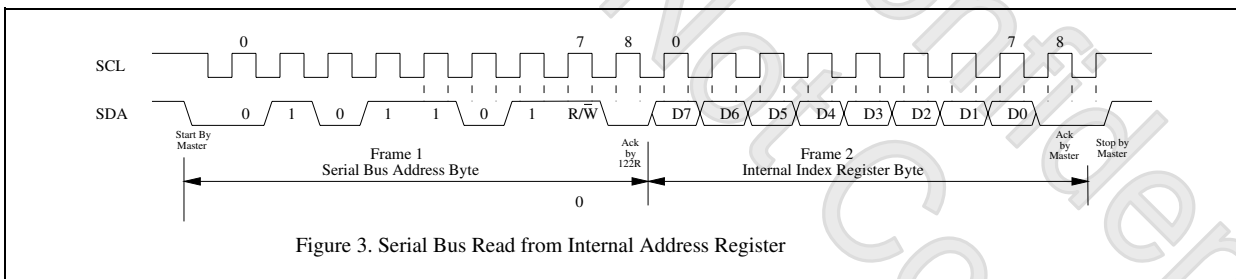 0 7 8 0 7 8
SCL
SDA 0 1 0 1 1 0 1 R/W̅ D7 D6 D5 D4 D3 D2 D1 D0
Start By
Master
Ack
by
122R
Ack
by
Master
Stop by
Master
Frame 1
Serial Bus Address Byte
Frame 2
Internal Index Register Byte
0
Figure 3. Serial Bus Read from Internal Address Register
Not
Confiden
Co